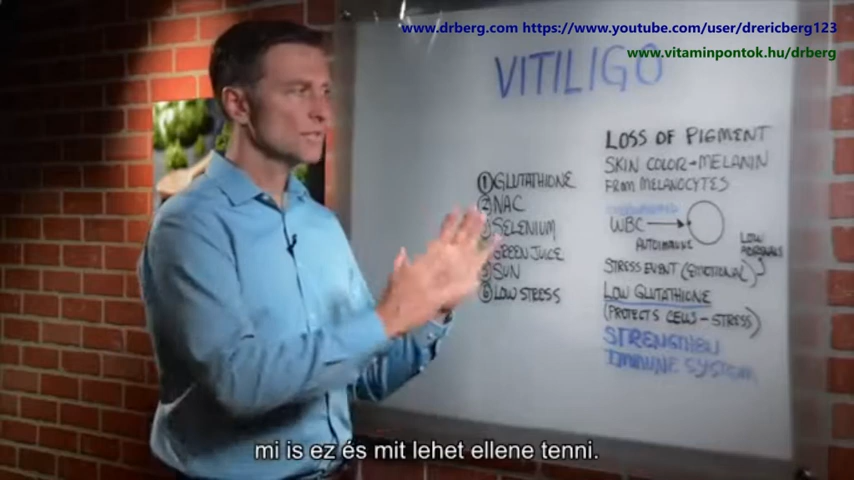 www.drberg.com https://www.youtube.com/user/drericberg123
www.vitaminpontok.hu/drberg
VITILIGO
① GLUTATHIONE
② NAC
SELENIUM
GREEN JUICE
SUN
⑥ LOW STRESS
LOSS OF PIGMENT
SKIN COLOR → MELANIN
FROM MELANOCYTES
WBC →
AUTOIMMUNE
LOW
ADRENALS
STRESS EVENT (EMOTIONAL)
LOW GLUTATHIONE
(PROTECTS CELLS - STRESS)
STRENGTHEN
IMMUNE SYSTEM
mi is ez és mit lehet ellene tenni.